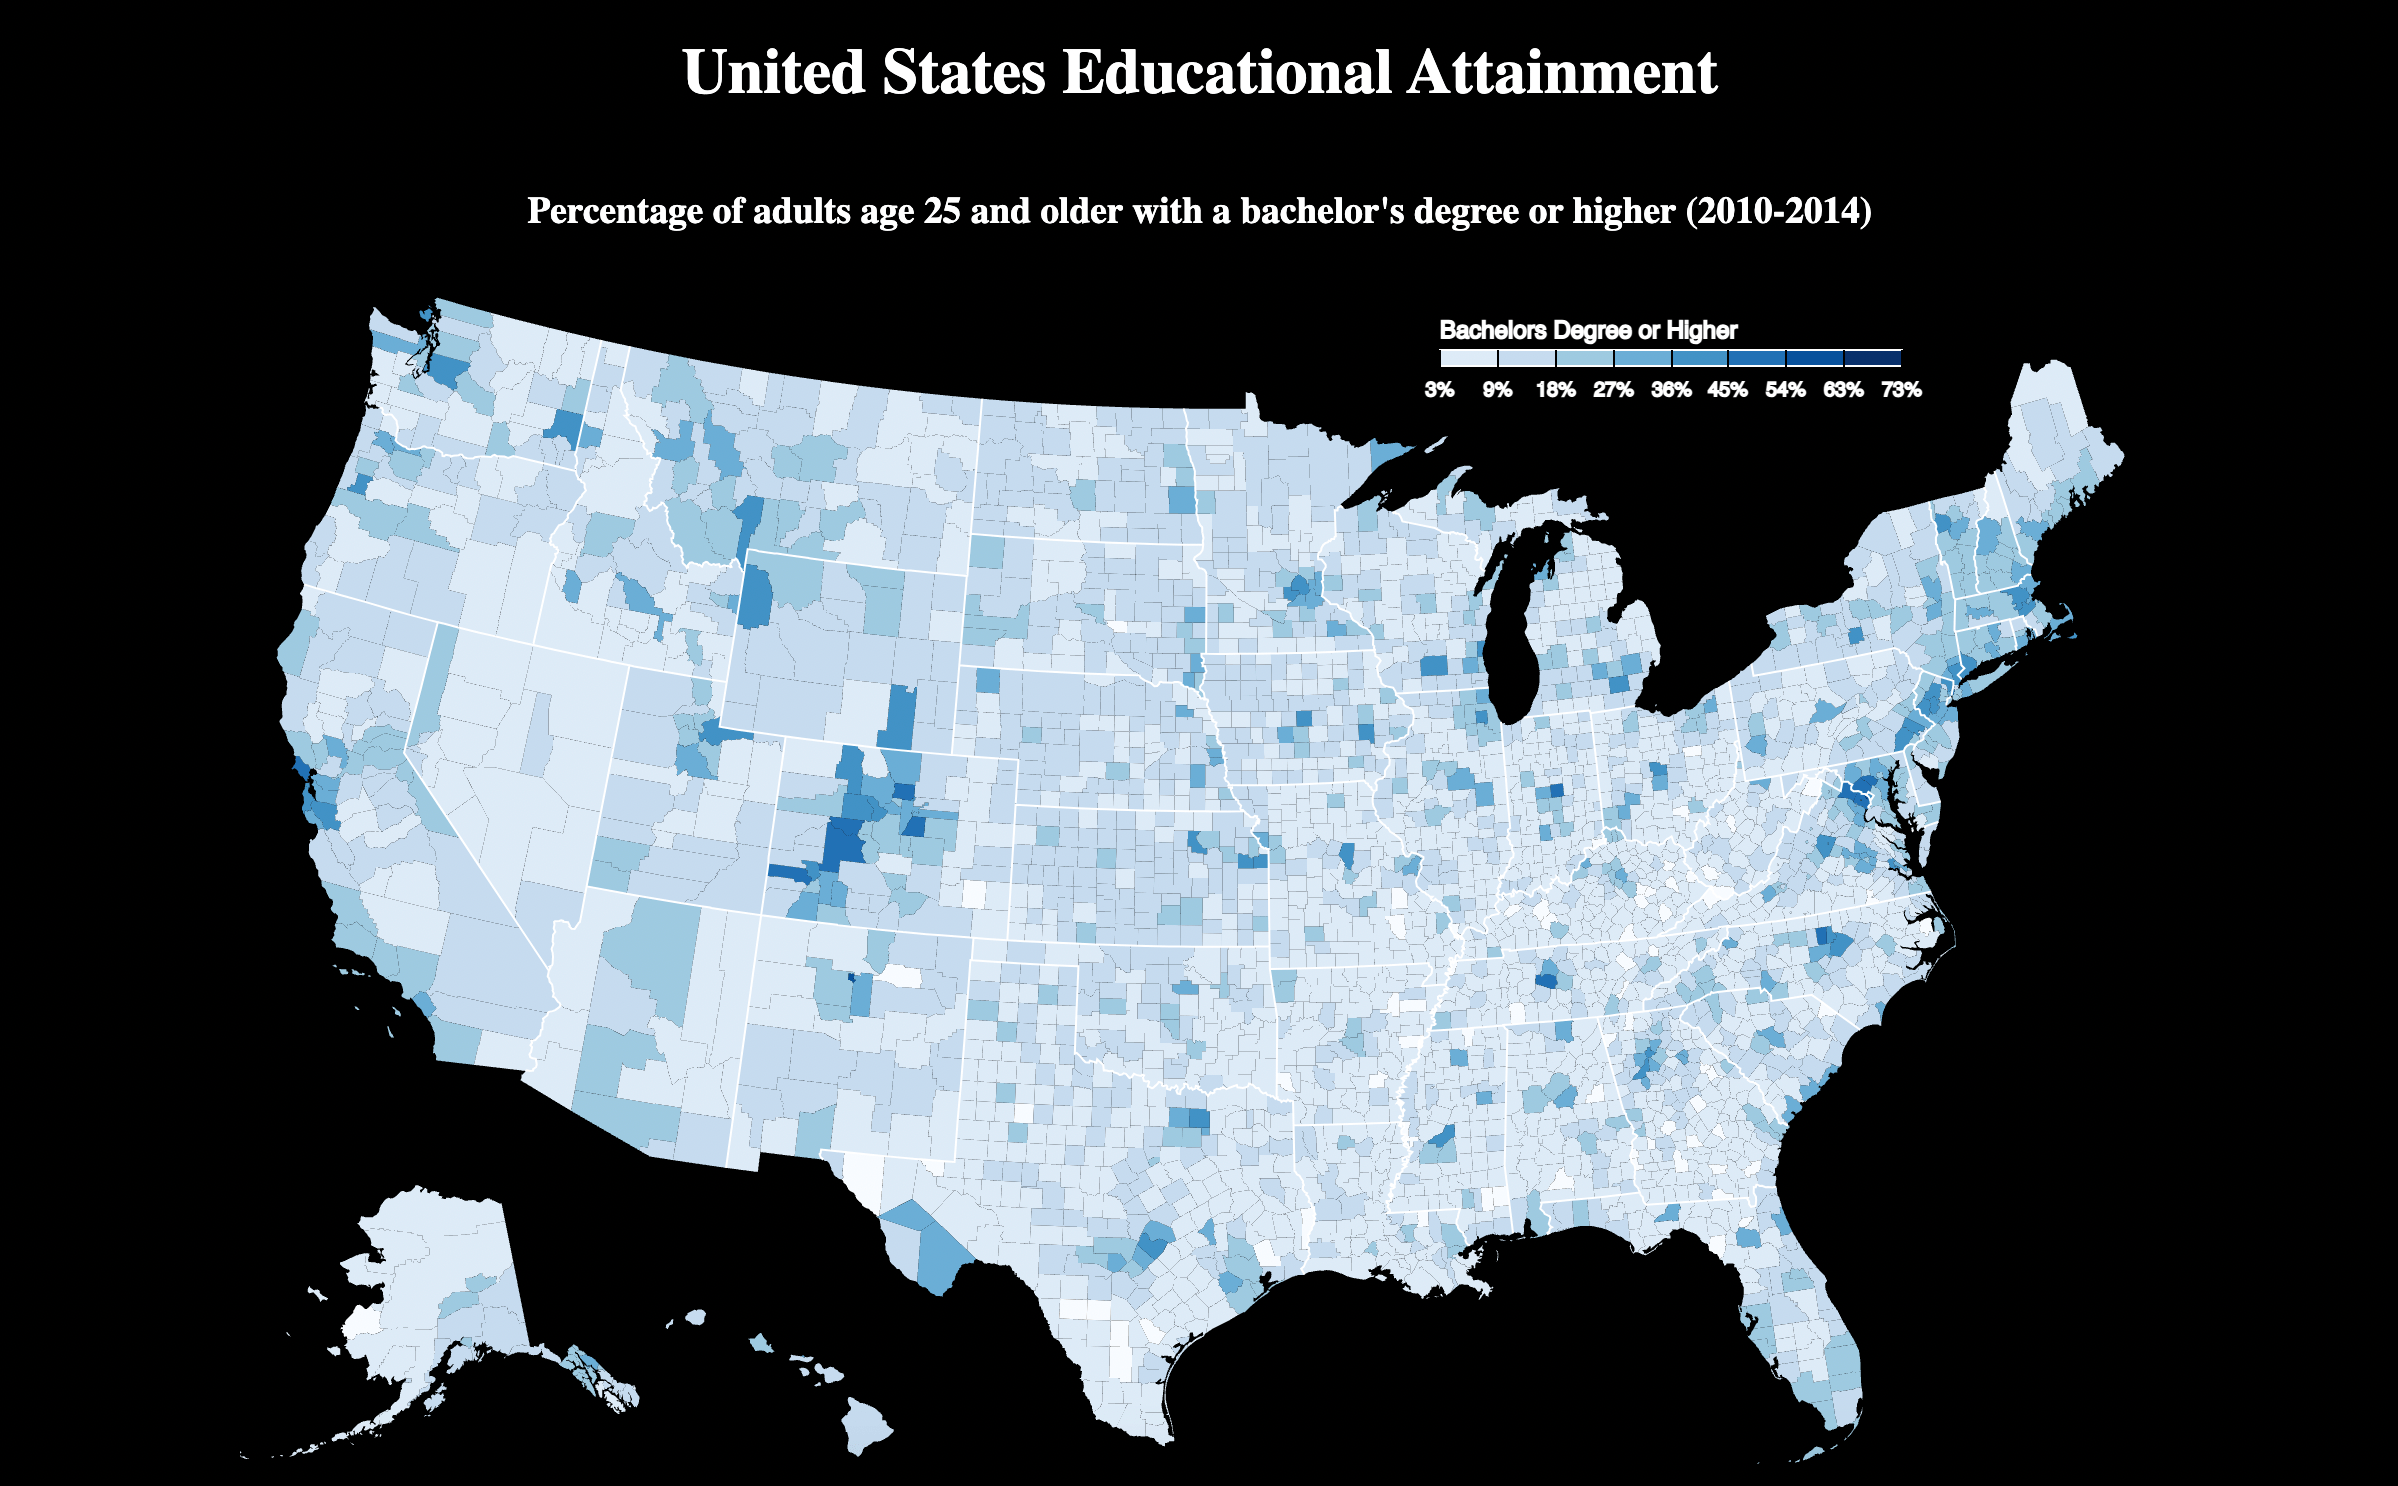 United States Educational Attainment
Percentage of adults age 25 and older with a bachelor's degree or higher (2010-2014)
Bachelors Degree or Higher
3% 9% 18% 27% 36% 45% 54% 63% 73%